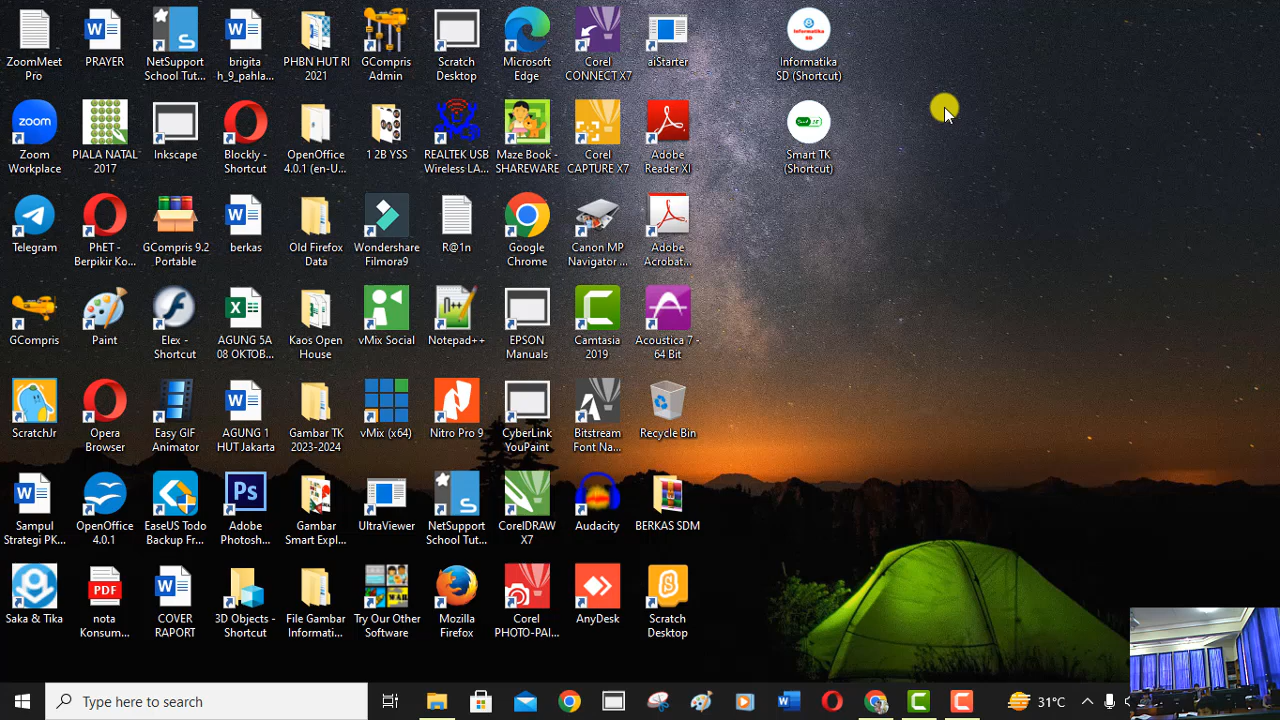 ZoomMeet
Pro
PRAYER
NetSupport
School Tut...
brigita
h_9_pahla...
PHBN HUT RI
2021
GCompris
Admin
Scratch
Desktop
Microsoft
Edge
Corel
CONNECT X7
aiStarter
Informatika
SD
Informatika
SD (Shortcut)
zoom
Zoom
Workplace
PIALA NATAL
2017
Inkscape
Blockly -
Shortcut
OpenOffice
4.0.1 (en-U...
1 2B YSS
REALTEK USB
Wireless LA...
Maze Book -
SHAREWARE
Corel
CAPTURE X7
Adobe
Reader XI
Smart TK
(Shortcut)
Telegram
PhET -
Berpikir Ko...
GCompris 9.2
Portable
berkas
Old Firefox
Data
Wondershare
Filmora9
R@1n
Google
Chrome
Canon MP
Navigator ...
Adobe
Acrobat...
GCompris
Paint
Elex -
Shortcut
AGUNG 5A
08 OKTOB...
Kaos Open
House
vMix Social
Notepad++
EPSON
Manuals
Camtasia
2019
Acoustica 7 -
64 Bit
ScratchJr
Opera
Browser
Easy GIF
Animator
AGUNG 1
HUT Jakarta
Gambar TK
2023-2024
vMix (x64)
Nitro Pro 9
CyberLink
YouPaint
Bitstream
Font Na...
Recycle Bin
Sampul
Strategi PK...
OpenOffice
4.0.1
EaseUS Todo
Backup Fr...
Ps
Adobe
Photosh...
Gambar
Smart Expl...
UltraViewer
NetSupport
School Tut...
CorelDRAW
X7
Audacity
BERKAS SDM
Saka & Tika
PDF
nota
Konsum...
COVER
RAPORT
3D Objects -
Shortcut
File Gambar
Informati...
Try Our Other
Software
Mozilla
Firefox
Corel
PHOTO-PAI...
AnyDesk
Scratch
Desktop
Type here to search
31°C